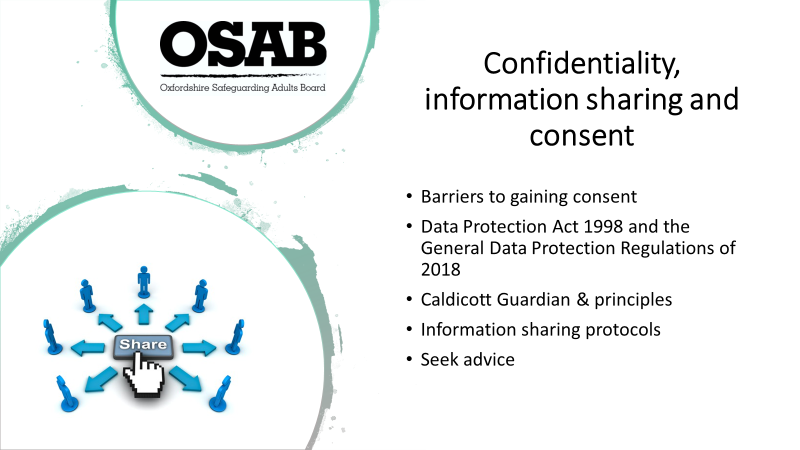 OSAB
Oxfordshire Safeguarding Adults Board
Confidentiality,
information sharing and
consent
• Barriers to gaining consent
• Data Protection Act 1998 and the
General Data Protection Regulations of
2018
• Caldicott Guardian & principles
• Information sharing protocols
• Seek advice
Share